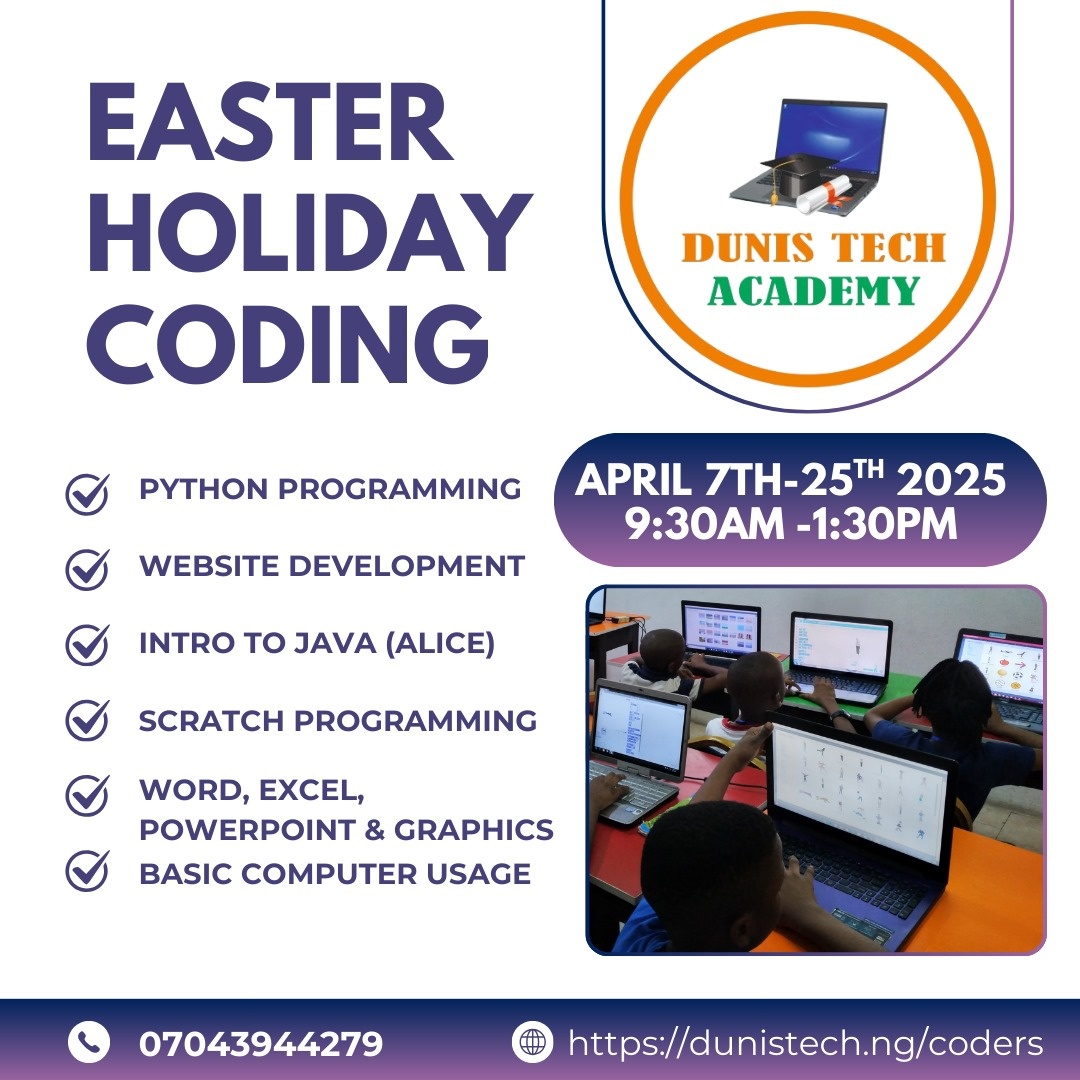 EASTER
HOLIDAY
CODING
DUNIS TECH
ACADEMY
APRIL 7TH-25TH 2025
9:30AM -1:30PM
PYTHON PROGRAMMING
WEBSITE DEVELOPMENT
INTRO TO JAVA (ALICE)
SCRATCH PROGRAMMING
WORD, EXCEL,
POWERPOINT & GRAPHICS
BASIC COMPUTER USAGE
07043944279
https://dunistech.ng/coders